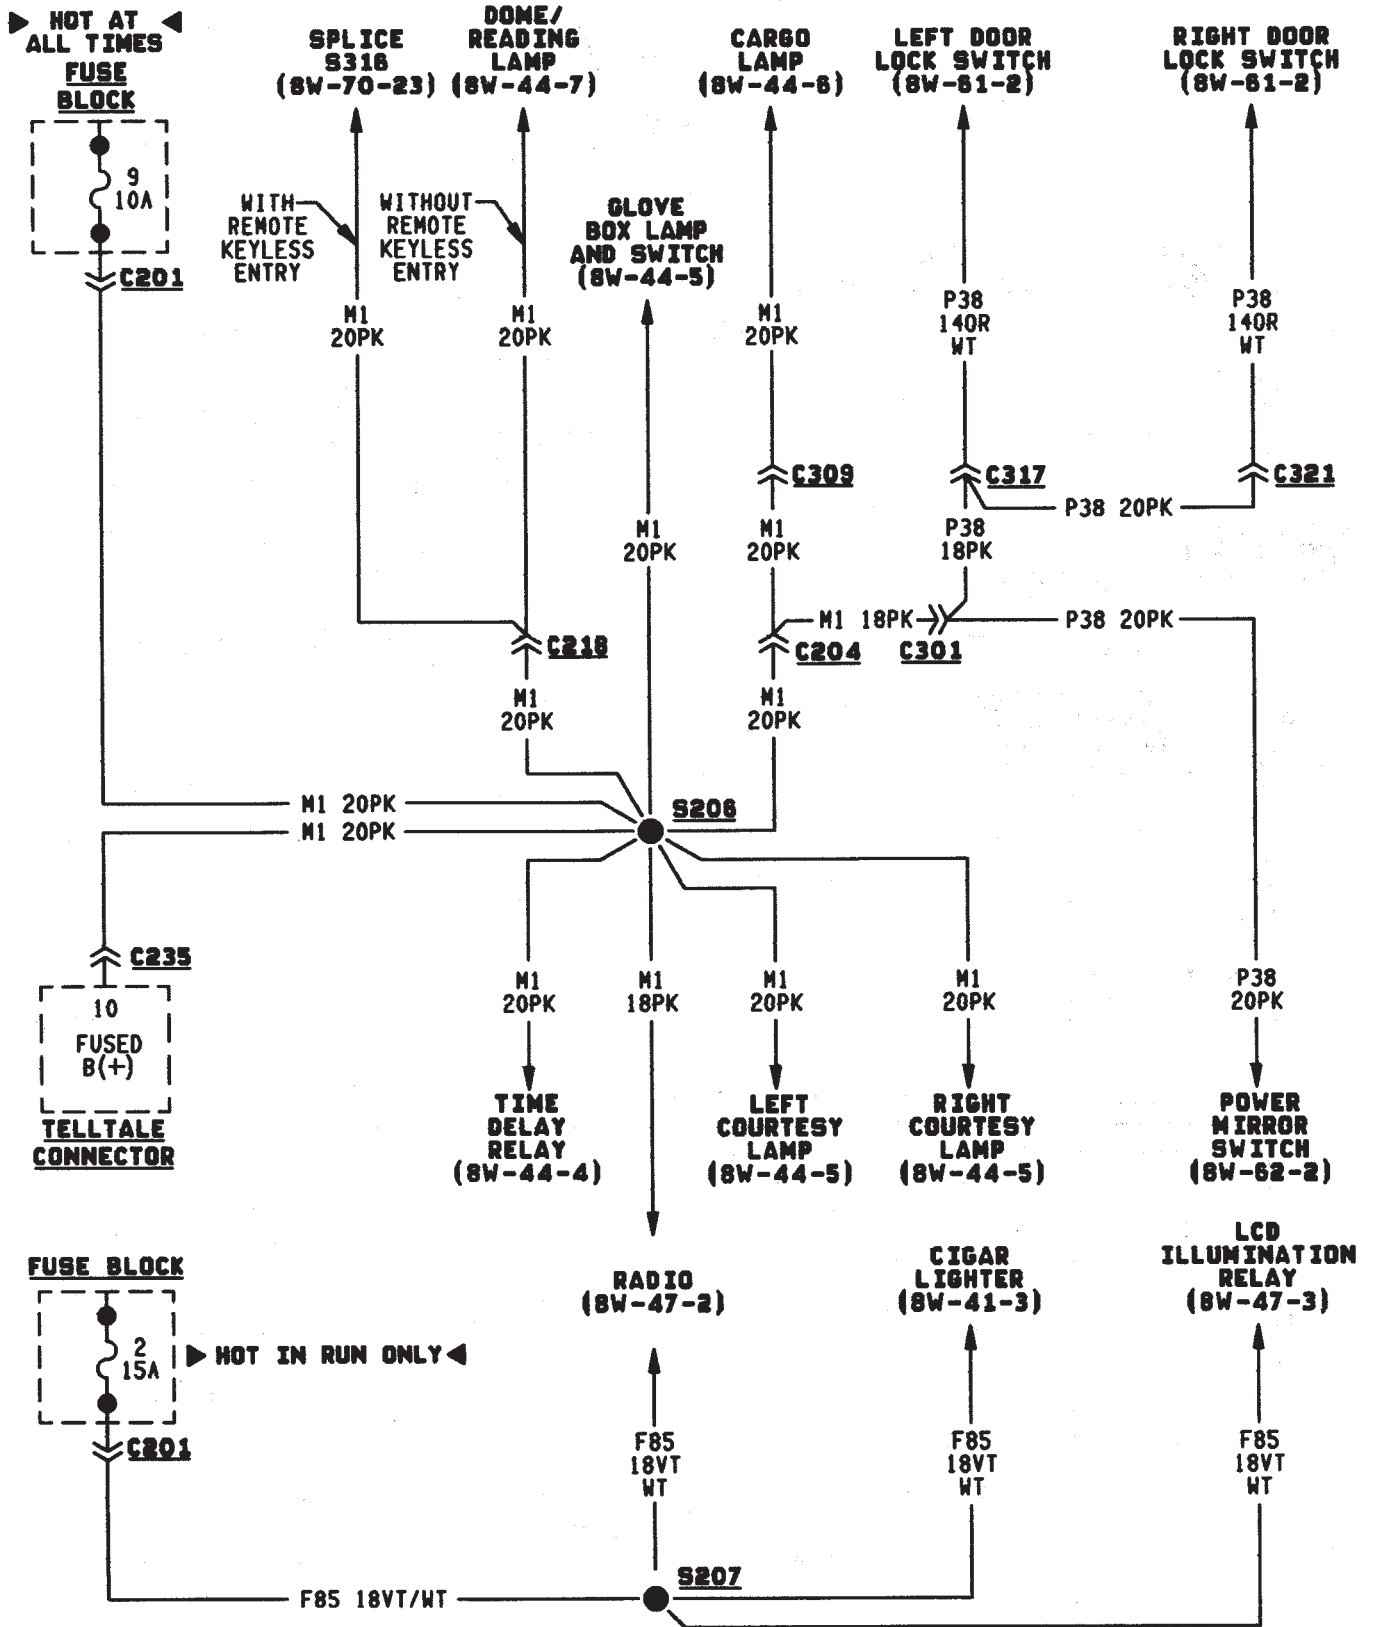 HOT AT
ALL TIMES
FUSE
BLOCK
9
10A
C201
SPLICE
S316
(8W-70-23)
DOME/
READING
LAMP
(8W-44-7)
CARGO
LAMP
(8W-44-6)
LEFT DOOR
LOCK SWITCH
(8W-61-2)
RIGHT DOOR
LOCK SWITCH
(8W-61-2)
WITH
REMOTE
KEYLESS
ENTRY
WITHOUT
REMOTE
KEYLESS
ENTRY
GLOVE
BOX LAMP
AND SWITCH
(8W-44-5)
M1
20PK
M1
20PK
M1
20PK
P38
14OR
WT
P38
14OR
WT
C309
C317
C321
P38 20PK
M1
20PK
M1
20PK
P38
18PK
M1 18PK
P38 20PK
C218
C204
C301
M1
20PK
M1
20PK
M1 20PK
S206
M1 20PK
C235
10
FUSED
B(+)
TELLTALE
CONNECTOR
M1
20PK
M1
18PK
M1
20PK
M1
20PK
P38
20PK
TIME
DELAY
RELAY
(8W-44-4)
LEFT
COURTESY
LAMP
(8W-44-5)
RIGHT
COURTESY
LAMP
(8W-44-5)
POWER
MIRROR
SWITCH
(8W-62-2)
FUSE BLOCK
2
15A
HOT IN RUN ONLY
C201
RADIO
(8W-47-2)
CIGAR
LIGHTER
(8W-41-3)
LCD
ILLUMINATION
RELAY
(8W-47-3)
F85
18VT
WT
F85
18VT
WT
F85
18VT
WT
S207
F85 18VT/WT